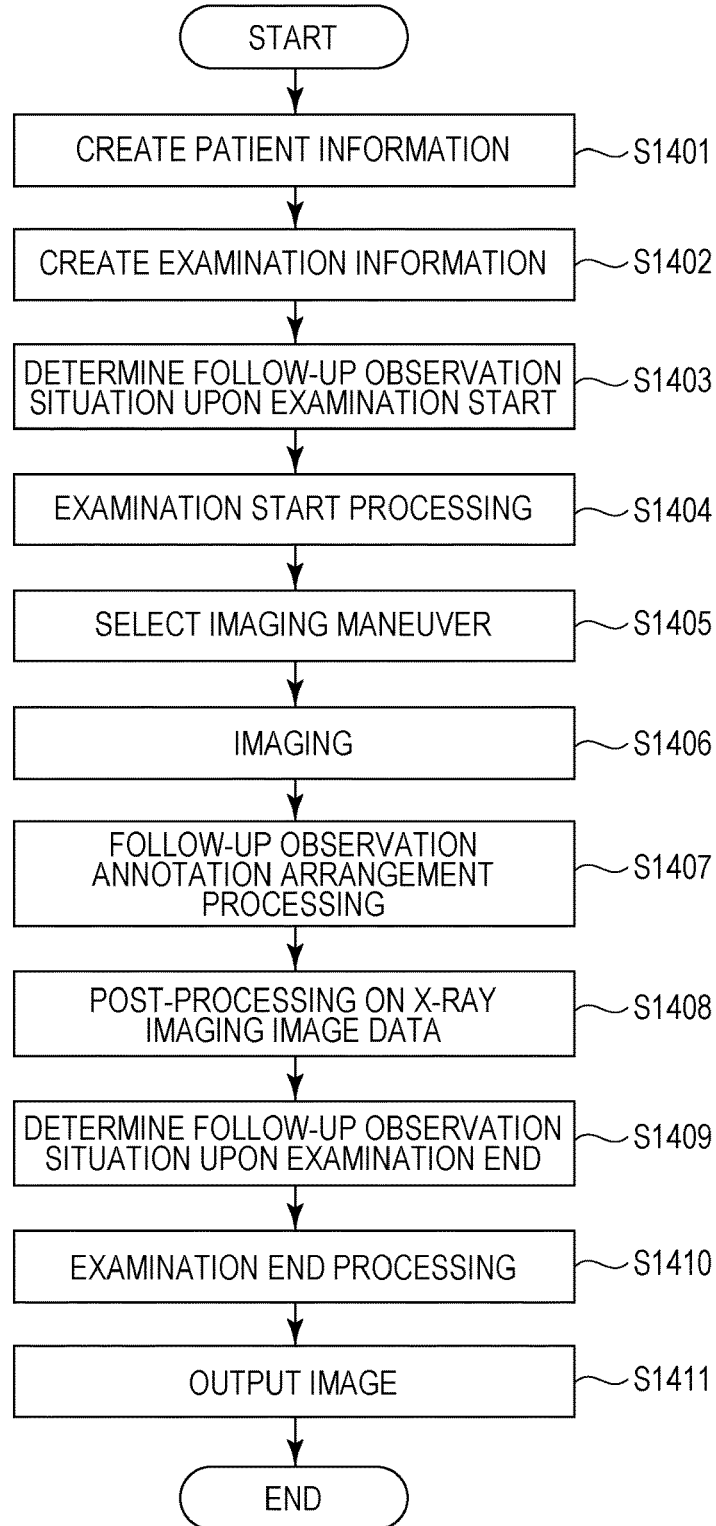 START
CREATE PATIENT INFORMATION
S1401
CREATE EXAMINATION INFORMATION
S1402
DETERMINE FOLLOW-UP OBSERVATION
SITUATION UPON EXAMINATION START
S1403
EXAMINATION START PROCESSING
S1404
SELECT IMAGING MANEUVER
S1405
IMAGING
S1406
FOLLOW-UP OBSERVATION
ANNOTATION ARRANGEMENT
PROCESSING
S1407
POST-PROCESSING ON X-RAY
IMAGING IMAGE DATA
S1408
DETERMINE FOLLOW-UP OBSERVATION
SITUATION UPON EXAMINATION END
S1409
EXAMINATION END PROCESSING
S1410
OUTPUT IMAGE
S1411
END